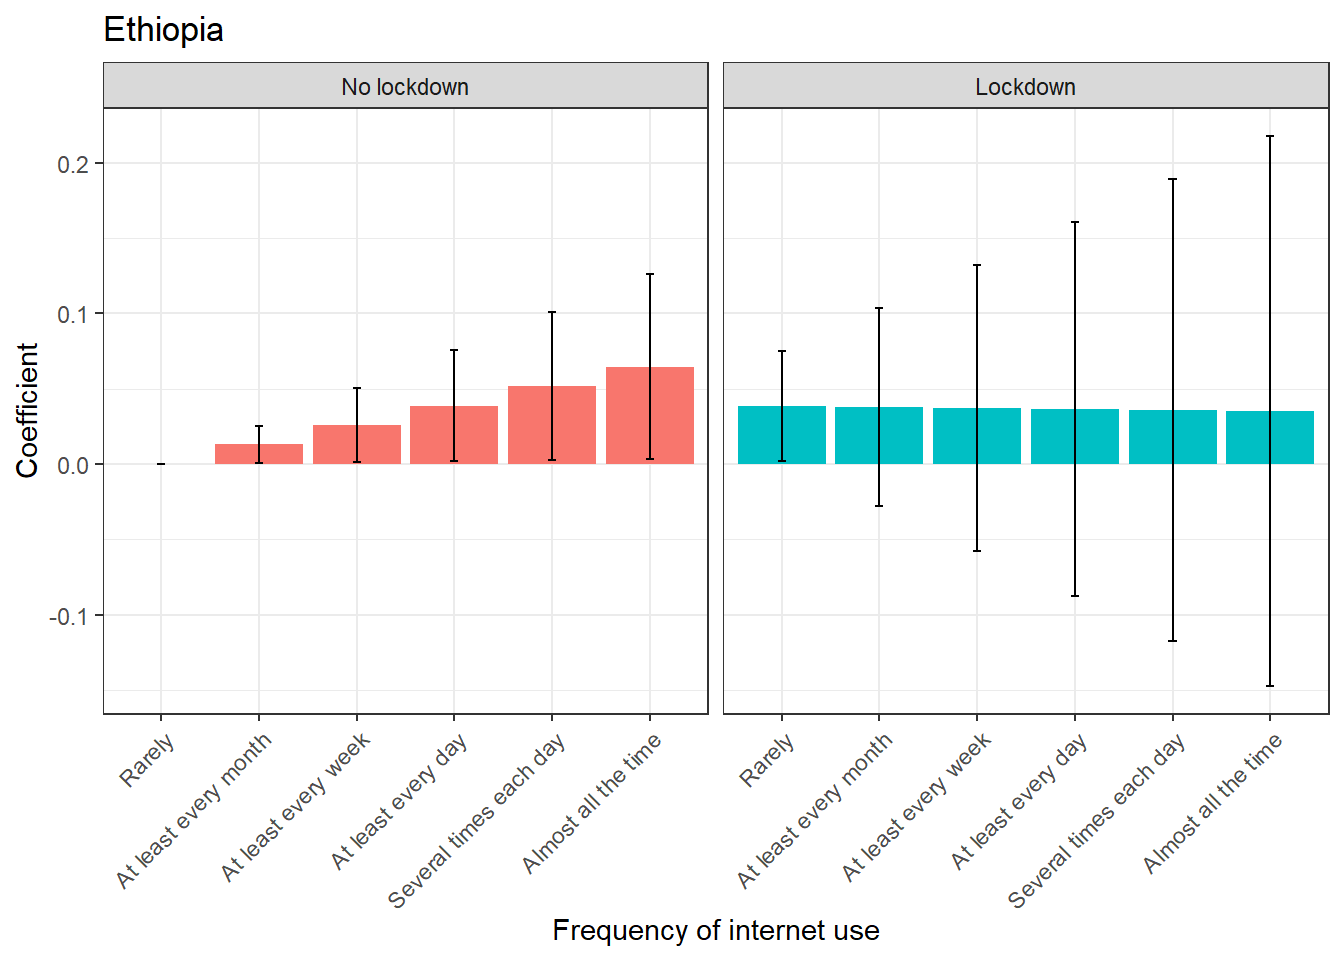 Ethiopia
No lockdown
Lockdown
Coefficient
0.2
0.1
0.0
-0.1
Rarely
At least every month
At least every week
At least every day
Several times each day
Almost all the time
Rarely
At least every month
At least every week
At least every day
Several times each day
Almost all the time
Frequency of internet use